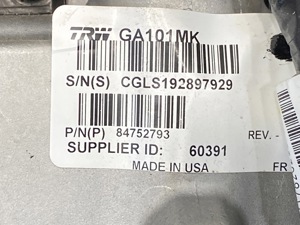 TRW GA101MK
S/N(S) CGLS192897929
P/N(P) 84752793 REV. -
SUPPLIER ID: 60391
MADE IN USA FR